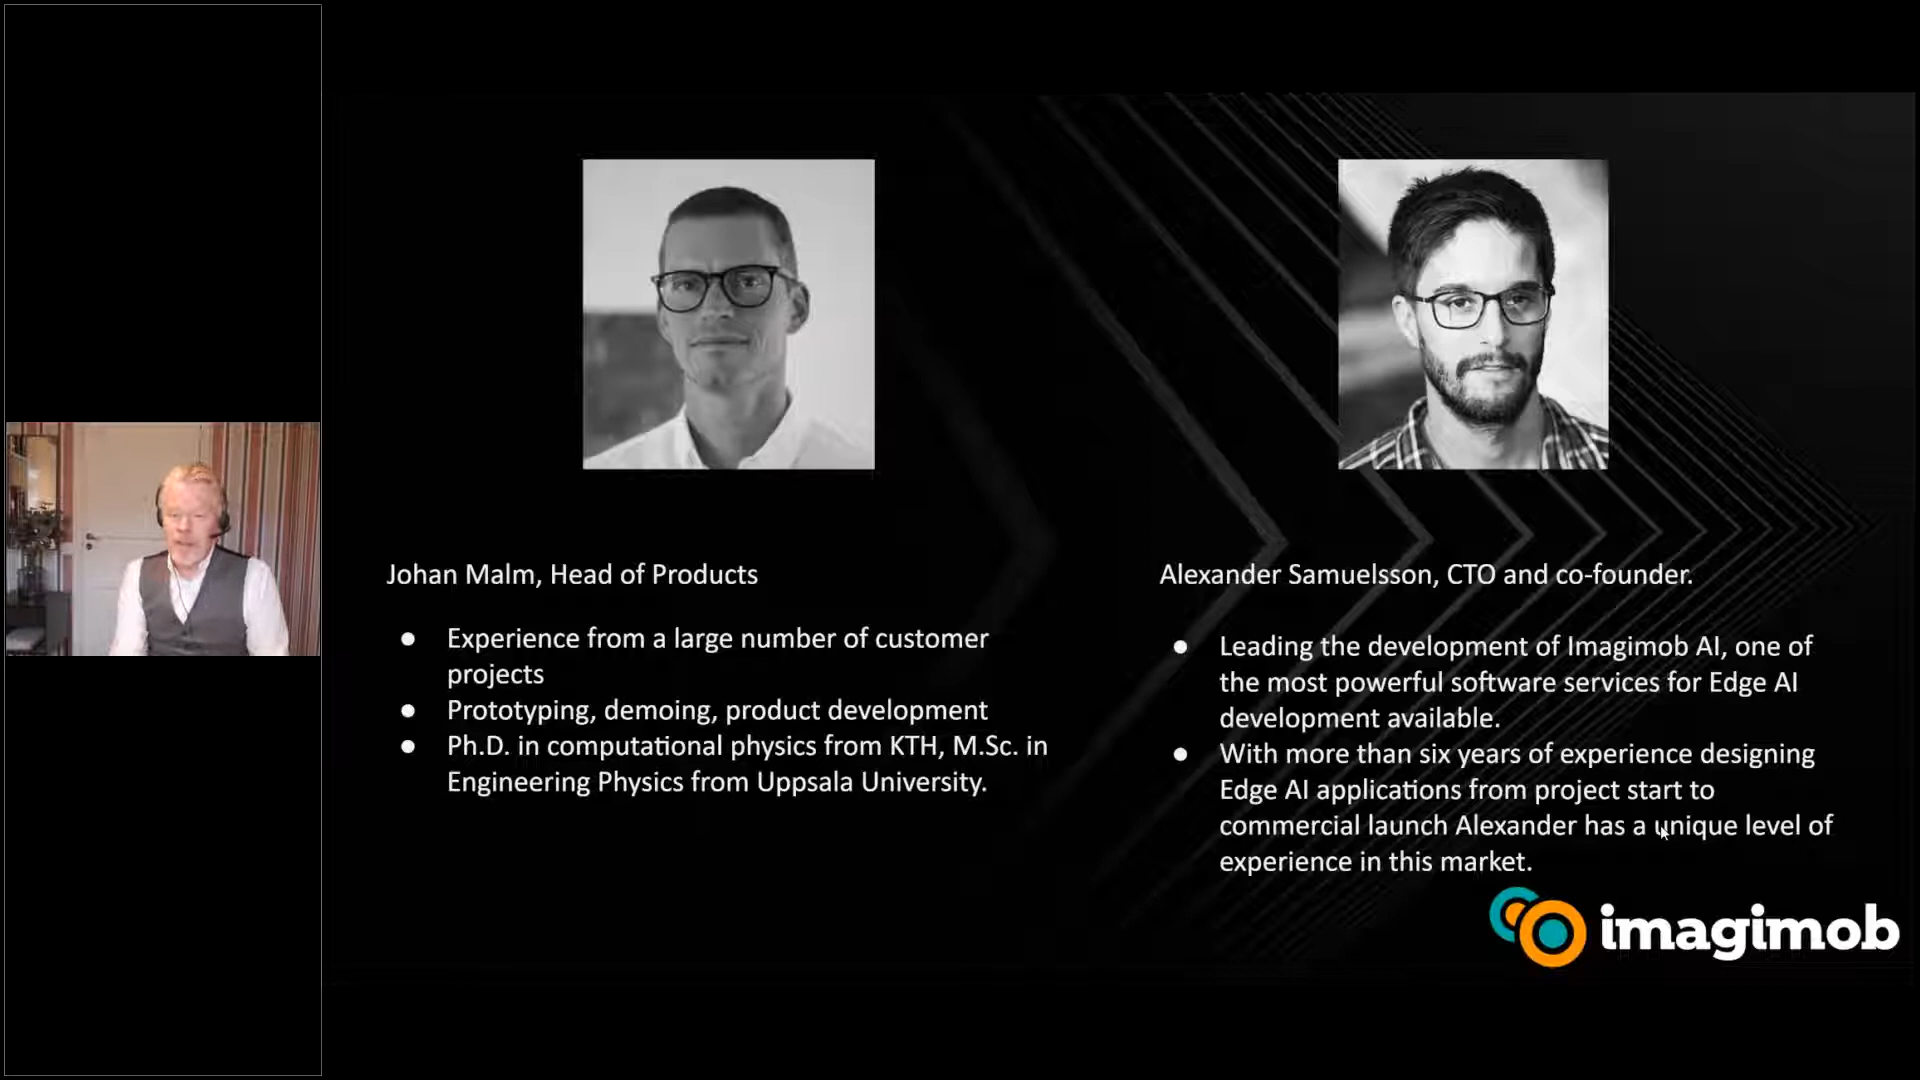 Johan Malm, Head of Products
● Experience from a large number of customer
projects
● Prototyping, demoing, product development
● Ph.D. in computational physics from KTH, M.Sc. in
Engineering Physics from Uppsala University.
Alexander Samuelsson, CTO and co-founder.
● Leading the development of Imagimob AI, one of
the most powerful software services for Edge AI
development available.
● With more than six years of experience designing
Edge AI applications from project start to
commercial launch Alexander has a unique level of
experience in this market.
imagimob